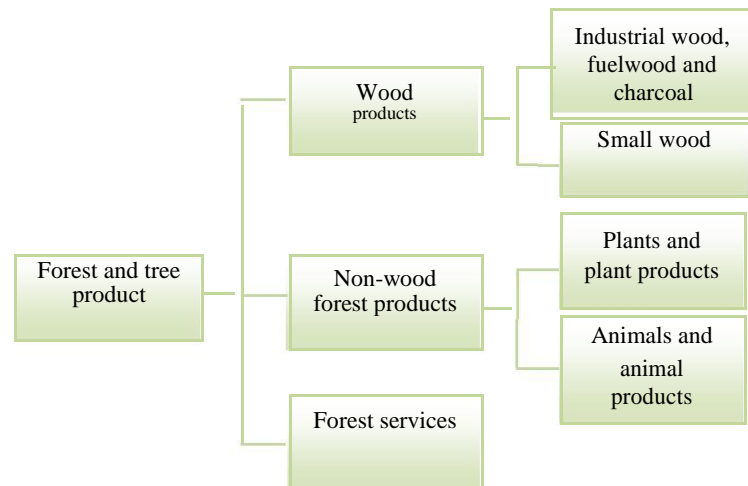 Industrial wood,
fuelwood and
charcoal
Wood
products
Small wood
Plants and
plant products
Forest and tree
product
Non-wood
forest products
Animals and
animal
products
Forest services